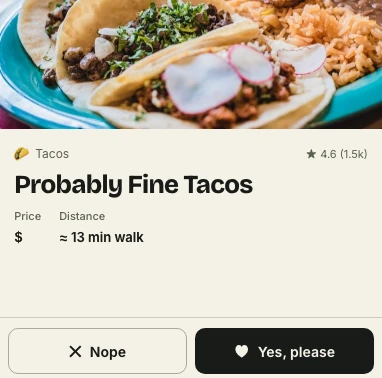 Tacos
★ 4.6 (1.5k)
Probably Fine Tacos
Price Distance
$ ≈ 13 min walk
Nope
Yes, please